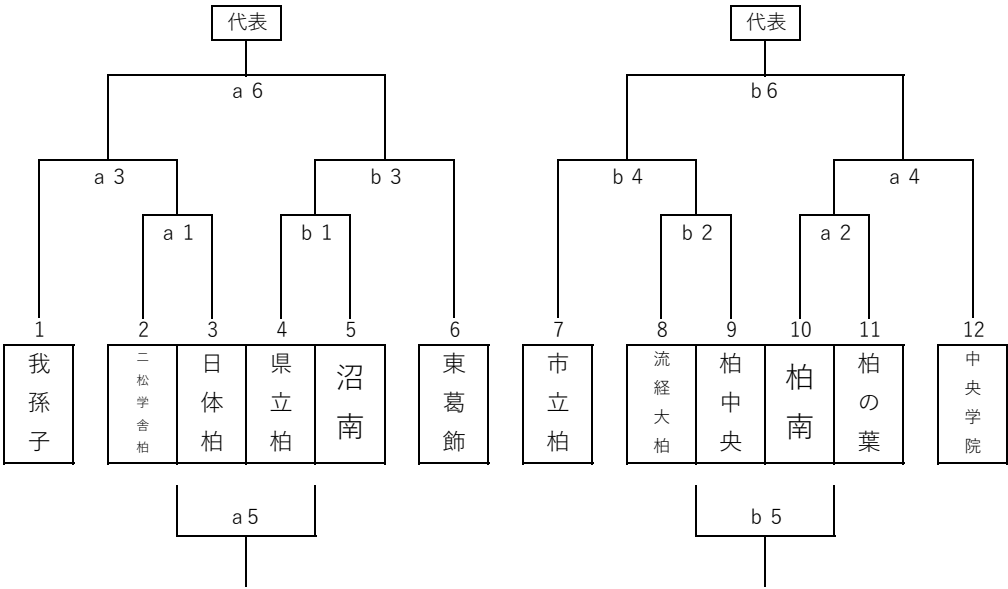 代表 代表
a 6 b 6
a 3 b 3 b 4 a 4
a 1 b 1 b 2 a 2
1 2 3 4 5 6 7 8 9 10 11 12
我孫子
二松学舎柏
日体柏
県立柏
沼南
東葛飾
市立柏
流経大柏
柏中央
柏南
柏の葉
中央学院
a 5 b 5